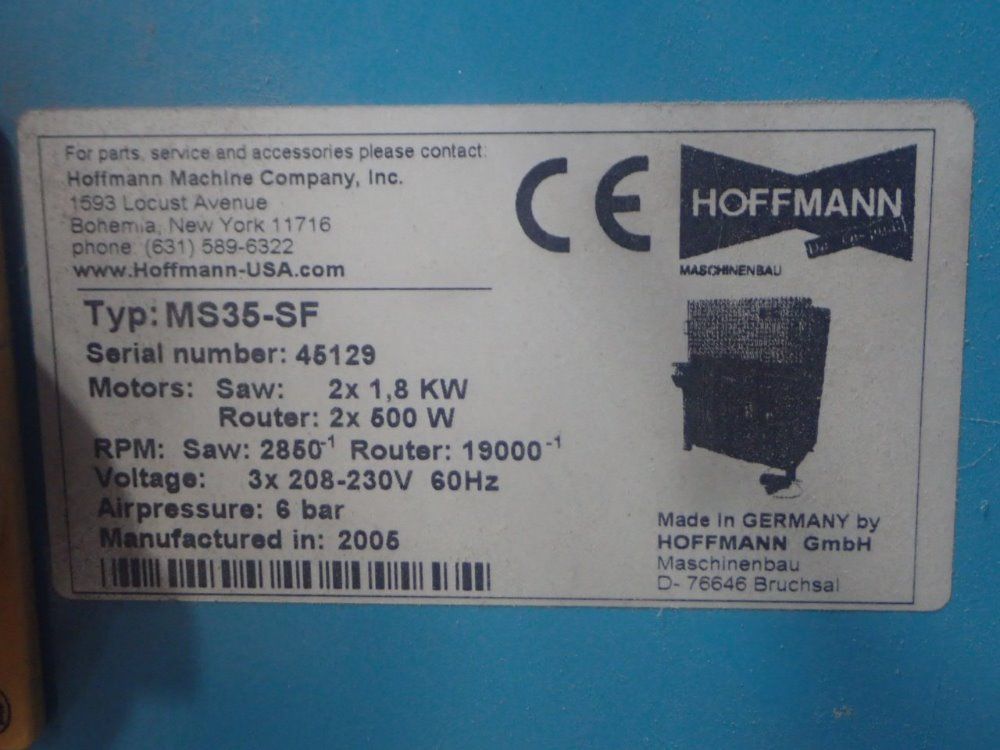 For parts, service and accessories please contact:
Hoffmann Machine Company, Inc.
1593 Locust Avenue
Bohemia, New York 11716
phone: (631) 589-6322
www.Hoffmann-USA.com
Typ: MS35-SF
Serial number: 45129
Motors: Saw: 2x 1,8 KW
Router: 2x 500 W
RPM: Saw: 2850⁻¹ Router: 19000⁻¹
Voltage: 3x 208-230V 60Hz
Airpressure: 6 bar
Manufactured in: 2005
CE
HOFFMANN
MASCHINENBAU
Made in GERMANY by
HOFFMANN GmbH
Maschinenbau
D- 76646 Bruchsal